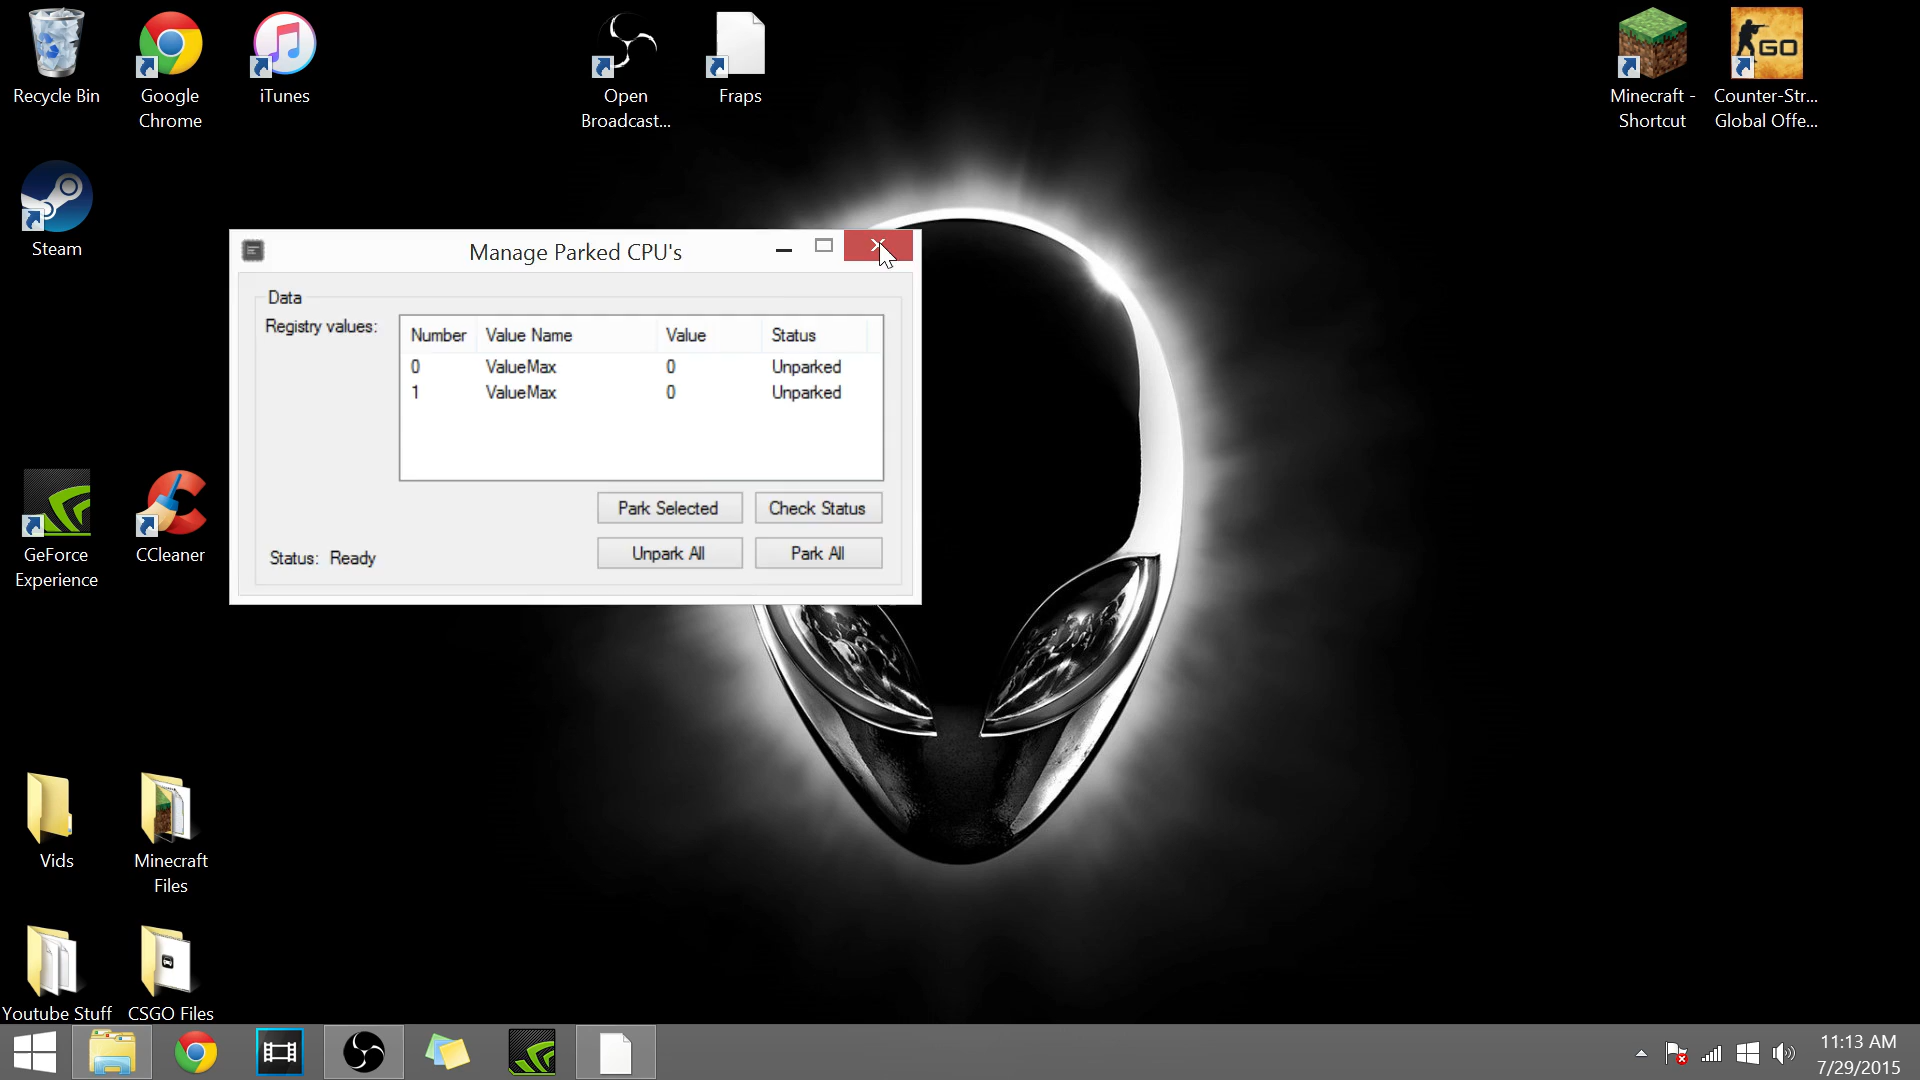 Recycle Bin
Google
Chrome
iTunes
Open
Broadcast...
Fraps
Minecraft -
Shortcut
GO
Counter-Str...
Global Offe...
Steam
Manage Parked CPU's
Data
Registry values:
Number Value Name Value Status
0 ValueMax 0 Unparked
1 ValueMax 0 Unparked
Park Selected Check Status
Unpark All Park All
Status: Ready
GeForce
Experience
CCleaner
Vids
Minecraft
Files
Youtube Stuff
CSGO Files
11:13 AM
7/29/2015